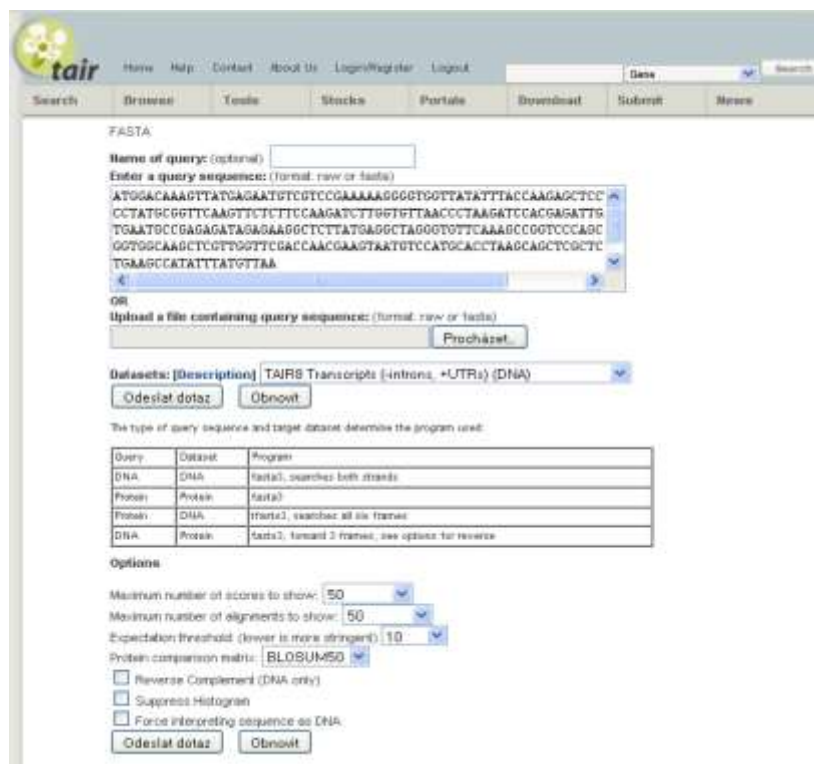 tair
Home Help Contact About Us Login/Register Logout
Gene
Search
Search Browse Tools Stocks Portals Download Submit News
FASTA
Name of query: (optional)
Enter a query sequence: (format: raw or fasta)
ATGGACAAAGTTATGAGAATGTCGTCCGAAAAAGGGGTGGTTATATTTACCAAGAGCTCC
CCTATGCGGTTCAAGTTCTCTTCCAAGATCTTGGTGTTAACCCTAAGATCCACGAGATTG
TGAATGCCGAGAGATAGAGAAGGCTCTTATGAGGCTAGGGTGTTCAAAGCCGGTCCCAGC
GGTGGCAAGCTCGTTGGTTCGACCAACGAAGTAATGTCCATGCACCTAAGCAGCTCGCTC
TGAAGCCATATTTATGTTAA
OR
Upload a file containing query sequence: (format: raw or fasta)
Procházet...
Datasets: [Description] TAIR8 Transcripts (-introns, +UTRs) (DNA)
Odeslat dotaz Obnovit
The type of query sequence and target dataset determine the program used:
Query Dataset Program
DNA DNA fasta3, searches both strands
Protein Protein fasta3
Protein DNA tfastx3, searches all six frames
DNA Protein fastx3, forward 3 frames, see options for reverse
Options
Maximum number of scores to show: 50
Maximum number of alignments to show: 50
Expectation threshold: (lower is more stringent) 10
Protein comparison matrix: BLOSUM50
Reverse Complement (DNA only)
Suppress Histogram
Force interpreting sequence as DNA
Odeslat dotaz Obnovit